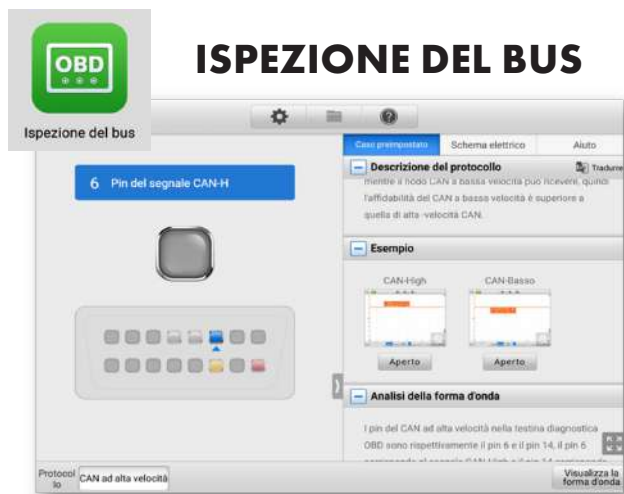 OBD
Ispezione del bus
ISPEZIONE DEL BUS
6 Pin del segnale CAN-H
Caso preimpostato
Schema elettrico
Aiuto
Descrizione del protocollo
Tradurre
mentre il nodo CAN a bassa velocità può riceverli, quindi
l'affidabilità del CAN a bassa velocità è superiore a
quella di alta -velocità CAN.
Esempio
CAN-High
CAN-Basso
Aperto
Aperto
Analisi della forma d'onda
I pin del CAN ad alta velocità nella testina diagnostica
OBD sono rispettivamente il pin 6 e il pin 14, il pin 6
Protocol
lo
CAN ad alta velocità
Visualizza la
forma d'onda